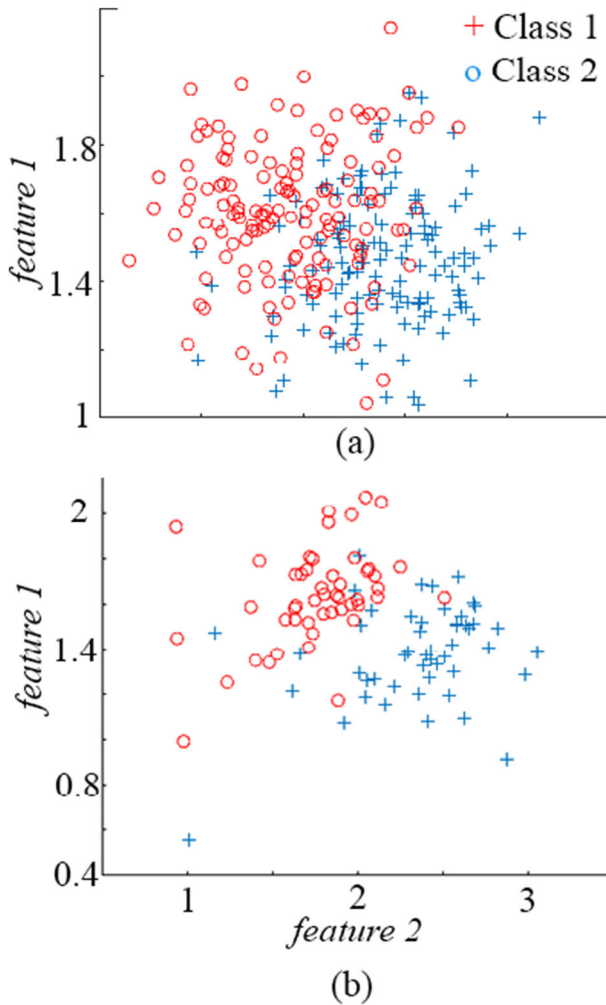 + Class 1
o Class 2
feature 1
1.8
1.4
1
(a)
feature 1
2
1.4
0.8
0.4
1 2 3
feature 2
(b)